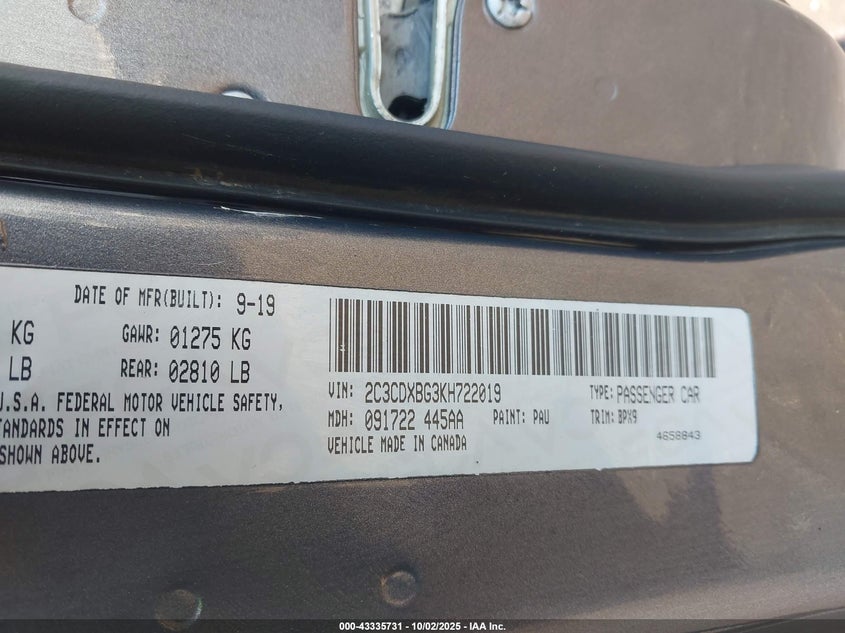 DATE OF MFR(BUILT): 9-19
KG GAWR: 01275 KG
LB REAR: 02810 LB
U.S.A. FEDERAL MOTOR VEHICLE SAFETY,
TANDARDS IN EFFECT ON
SHOWN ABOVE.
VIN: 2C3CDXBG3KH722019 TYPE: PASSENGER CAR
MDH: 091722 445AA PAINT: PAU TRIM: BPX9
VEHICLE MADE IN CANADA 4658843
000-43335731 - 10/02/2025 - IAA Inc.